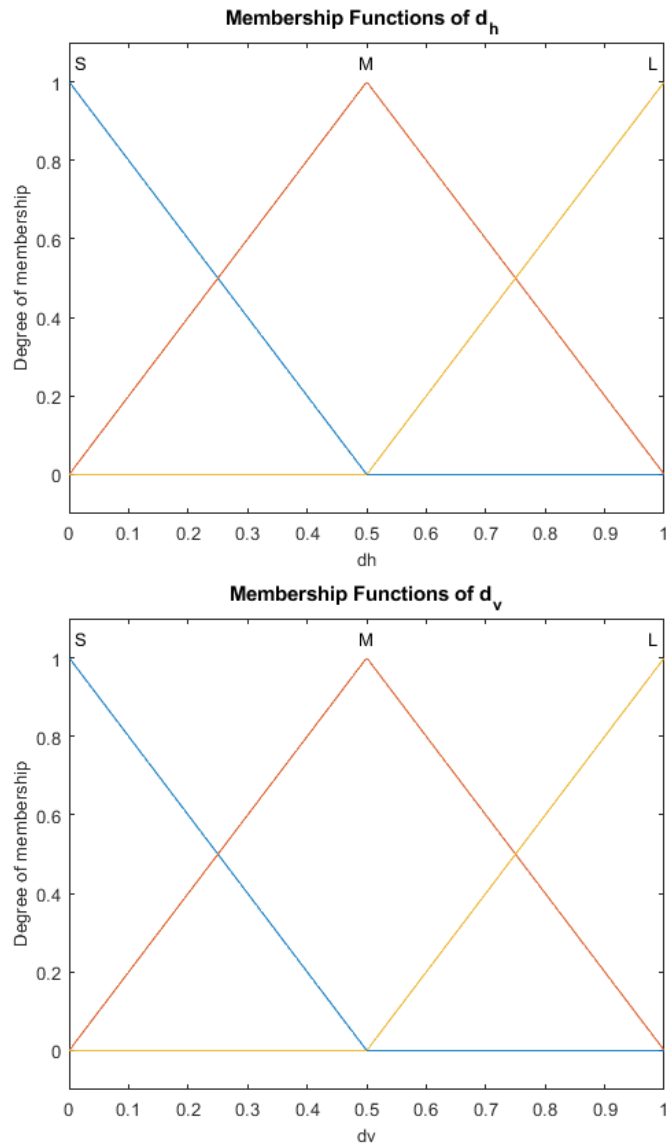 Membership Functions of d_h
S M L
1
0.8
0.6
0.4
0.2
0
Degree of membership
0 0.1 0.2 0.3 0.4 0.5 0.6 0.7 0.8 0.9 1
dh
Membership Functions of d_v
S M L
1
0.8
0.6
0.4
0.2
0
Degree of membership
0 0.1 0.2 0.3 0.4 0.5 0.6 0.7 0.8 0.9 1
dv